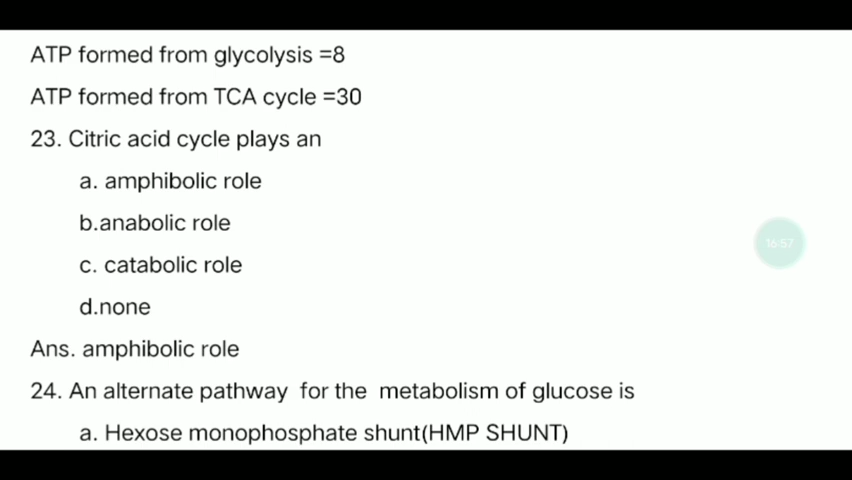 ATP formed from glycolysis =8
ATP formed from TCA cycle =30
23. Citric acid cycle plays an
a. amphibolic role
b.anabolic role
c. catabolic role
d.none
Ans. amphibolic role
24. An alternate pathway for the metabolism of glucose is
a. Hexose monophosphate shunt(HMP SHUNT)
16:57